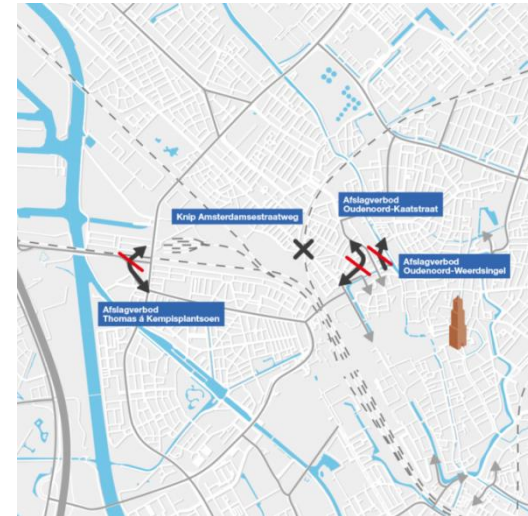 Afslagverbod
Oudenoord-Kaatstraat
Knip Amsterdamsestraatweg
Afslagverbod
Oudenoord-Weerdsingel
Afslagverbod
Thomas á Kempisplantsoen